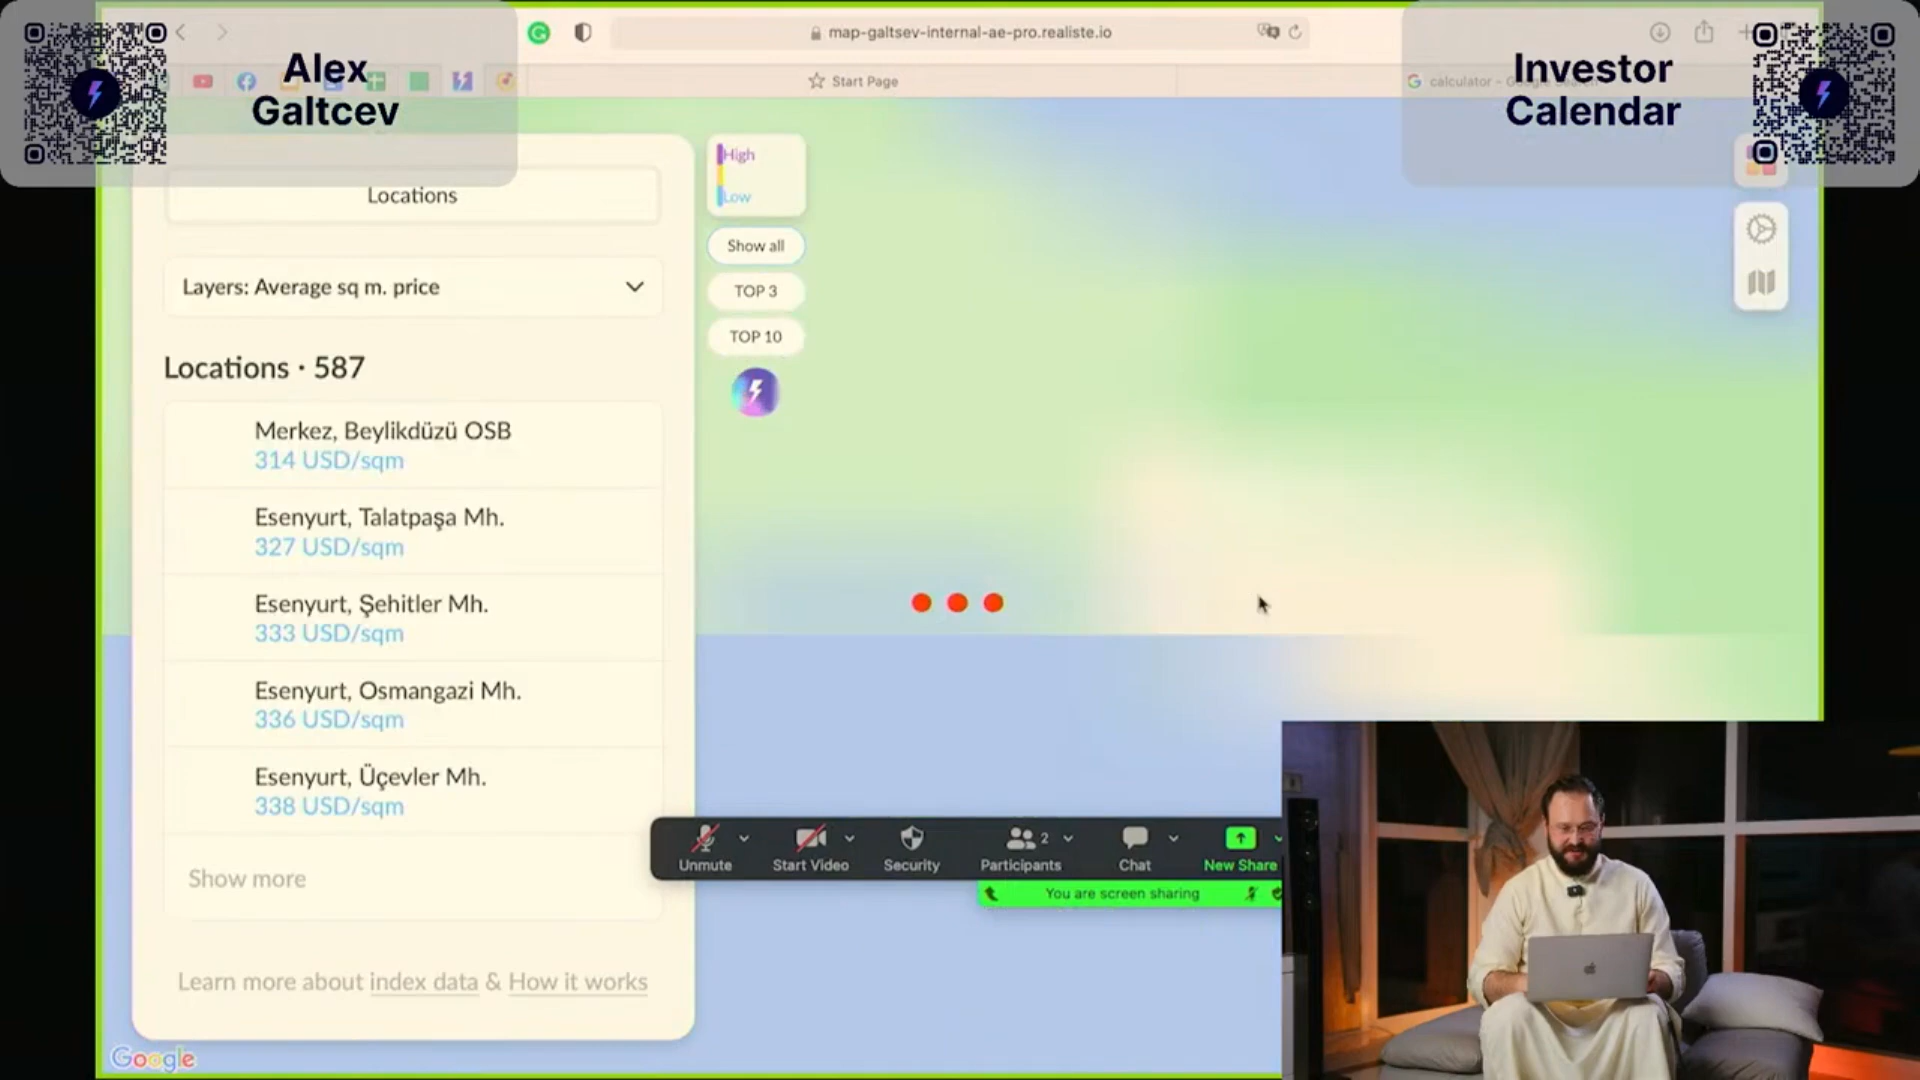 Alex
Galtcev
map-galtsev-internal-ae-pro.realiste.io
Investor
Calendar
Start Page
calculator - Google Search
Locations
High
Low
Layers: Average sq m. price
Show all
TOP 3
TOP 10
Locations · 587
Merkez, Beylikdüzü OSB
314 USD/sqm
Esenyurt, Talatpaşa Mh.
327 USD/sqm
Esenyurt, Şehitler Mh.
333 USD/sqm
Esenyurt, Osmangazi Mh.
336 USD/sqm
Esenyurt, Üçevler Mh.
338 USD/sqm
Show more
Learn more about index data & How it works
Google
Unmute
Start Video
Security
2
Participants
Chat
New Share
You are screen sharing